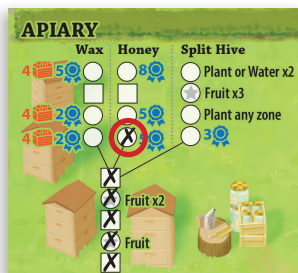 APIARY
Wax Honey Split Hive
4 5 8 Plant or Water x2
Fruit x3
4 2 5 Plant any zone
4 2 3
Fruit x2
Fruit